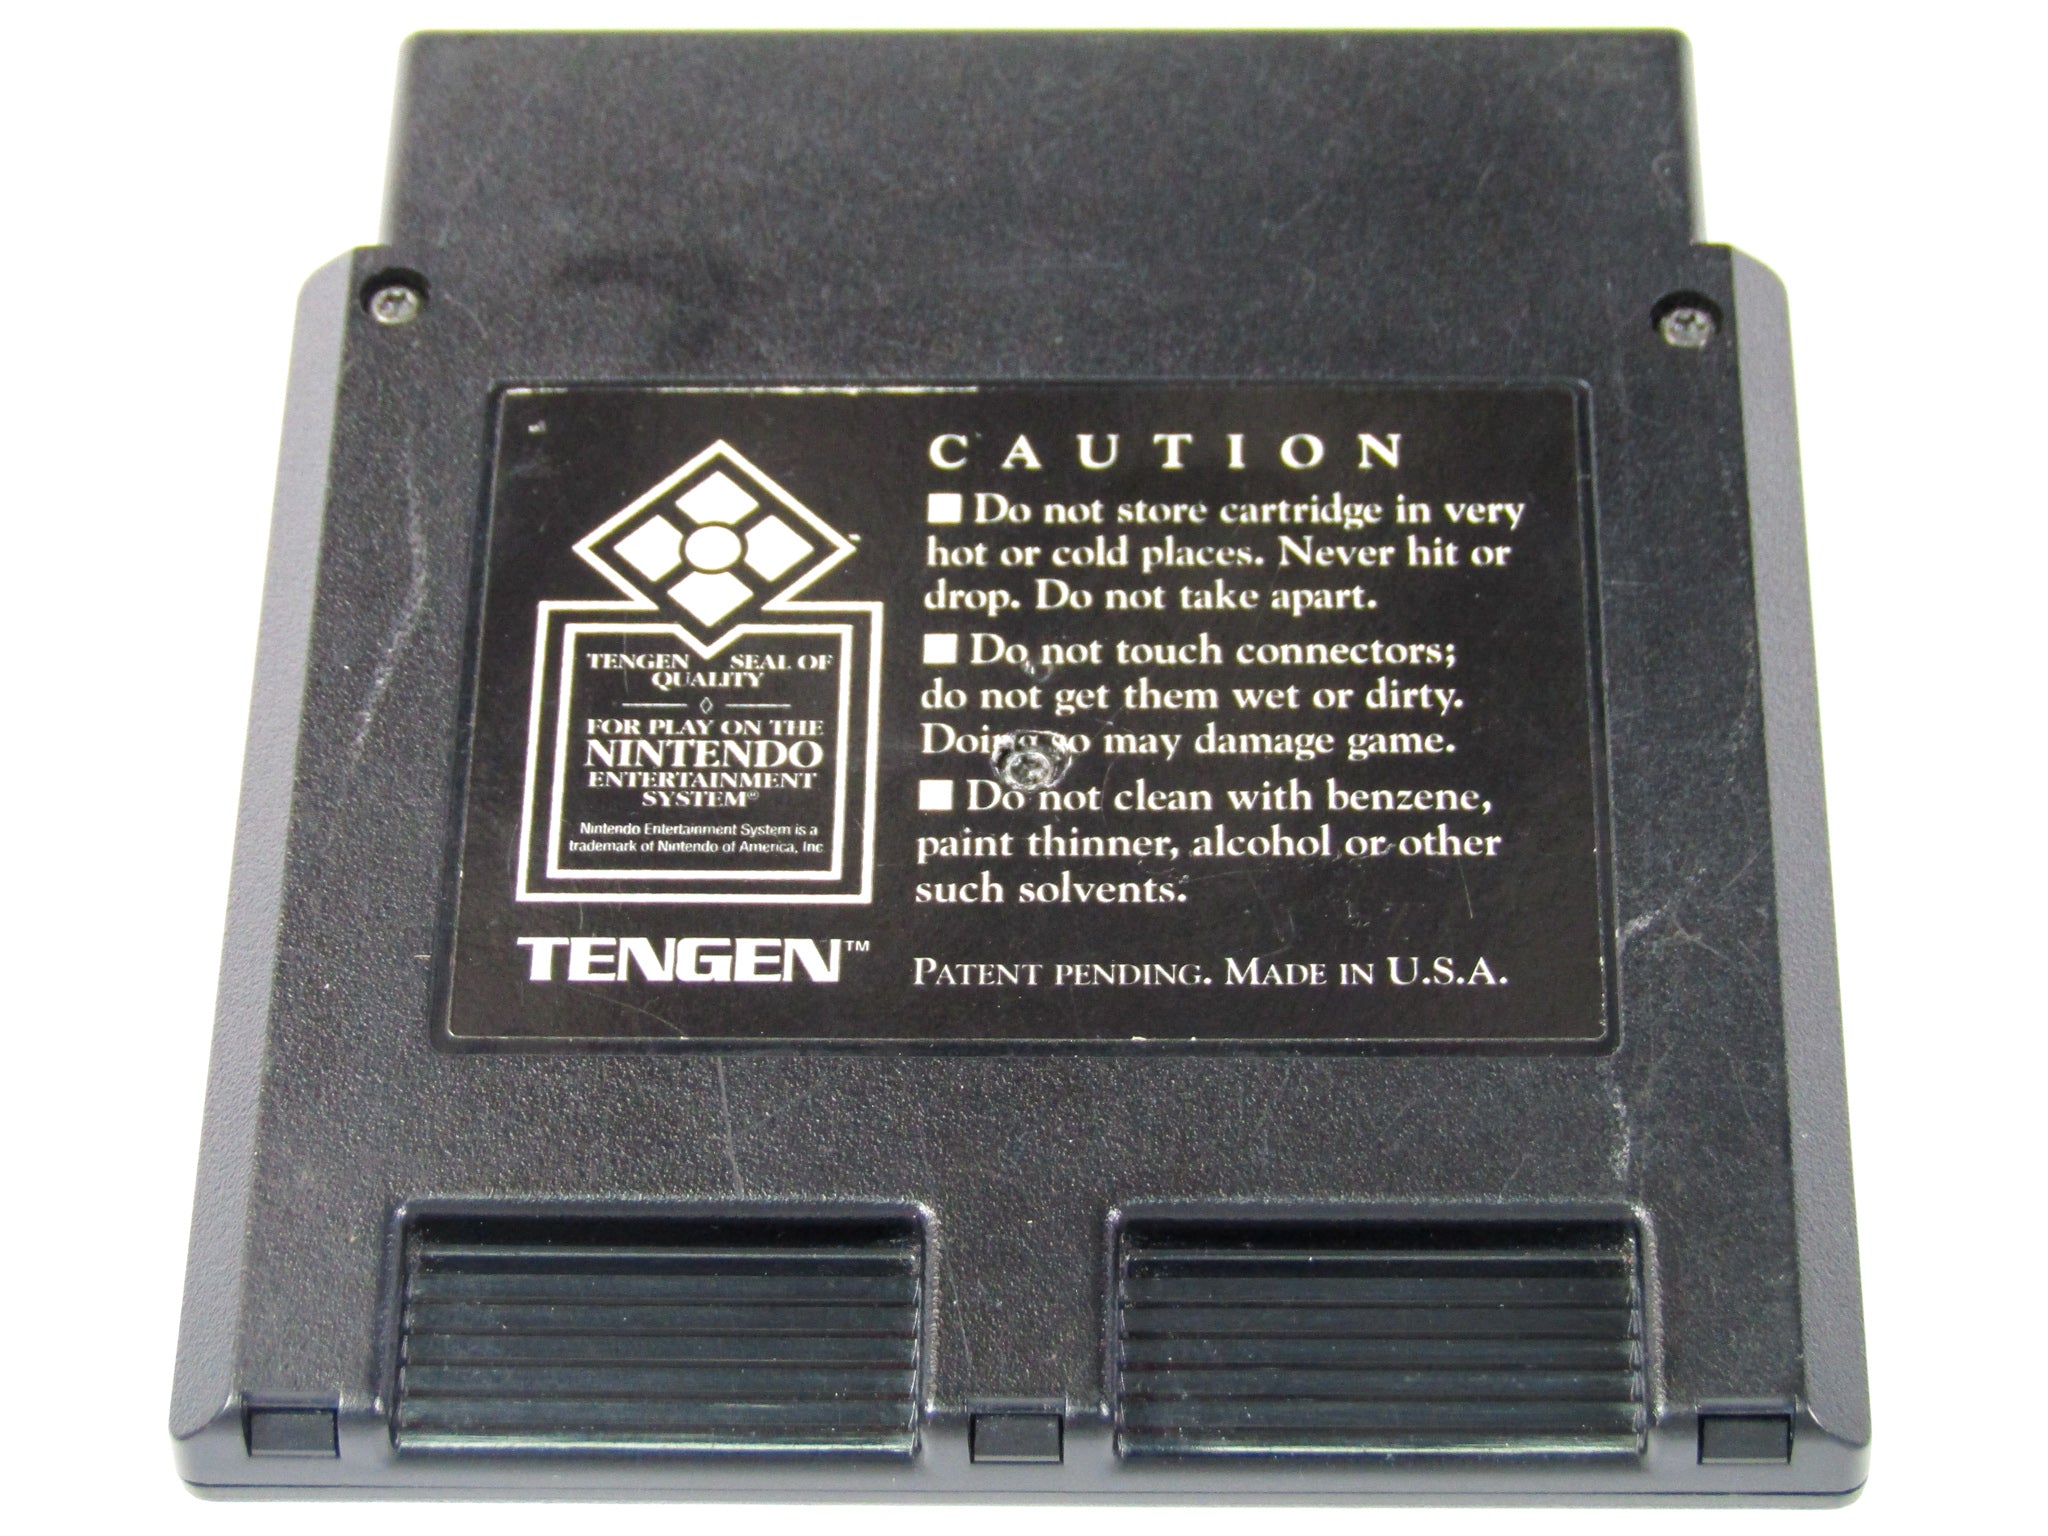 CAUTION
■ Do not store cartridge in very
hot or cold places. Never hit or
drop. Do not take apart.
■ Do not touch connectors;
do not get them wet or dirty.
Doing so may damage game.
■ Do not clean with benzene,
paint thinner, alcohol or other
such solvents.
PATENT PENDING. MADE IN U.S.A.
TENGEN SEAL OF
QUALITY
FOR PLAY ON THE
NINTENDO
ENTERTAINMENT
SYSTEM®
Nintendo Entertainment System is a
trademark of Nintendo of America, Inc
TENGEN™